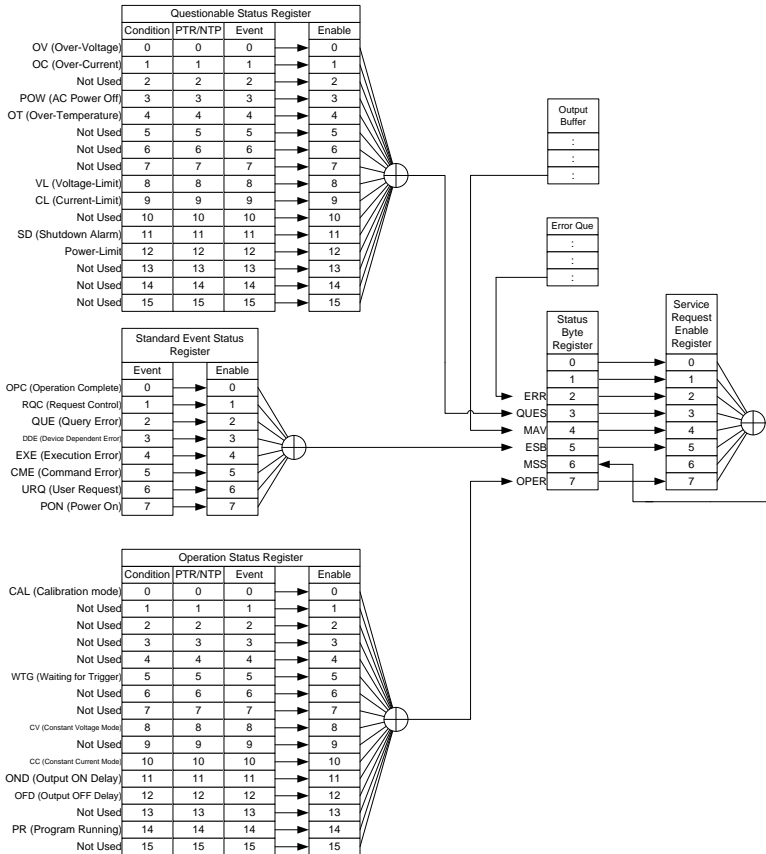 Questionable Status Register
Condition PTR/NTP Event Enable
OV (Over-Voltage) 0 0 0 0
OC (Over-Current) 1 1 1 1
Not Used 2 2 2 2
POW (AC Power Off) 3 3 3 3
OT (Over-Temperature) 4 4 4 4
Not Used 5 5 5 5
Not Used 6 6 6 6
Not Used 7 7 7 7
VL (Voltage-Limit) 8 8 8 8
CL (Current-Limit) 9 9 9 9
Not Used 10 10 10 10
SD (Shutdown Alarm) 11 11 11 11
Power-Limit 12 12 12 12
Not Used 13 13 13 13
Not Used 14 14 14 14
Not Used 15 15 15 15
Output
Buffer
:
:
:
Error Que
:
:
:
Standard Event Status
Register
Event Enable
OPC (Operation Complete) 0 0
RQC (Request Control) 1 1
QUE (Query Error) 2 2
DDE (Device Dependent Error) 3 3
EXE (Execution Error) 4 4
CME (Command Error) 5 5
URQ (User Request) 6 6
PON (Power On) 7 7
Status
Byte
Register
Service
Request
Enable
Register
0 0
1 1
ERR 2 2
QUES 3 3
MAV 4 4
ESB 5 5
MSS 6 6
OPER 7 7
Operation Status Register
Condition PTR/NTP Event Enable
CAL (Calibration mode) 0 0 0 0
Not Used 1 1 1 1
Not Used 2 2 2 2
Not Used 3 3 3 3
Not Used 4 4 4 4
WTG (Waiting for Trigger) 5 5 5 5
Not Used 6 6 6 6
Not Used 7 7 7 7
CV (Constant Voltage Mode) 8 8 8 8
Not Used 9 9 9 9
CC (Constant Current Mode) 10 10 10 10
OND (Output ON Delay) 11 11 11 11
OFD (Output OFF Delay) 12 12 12 12
Not Used 13 13 13 13
PR (Program Running) 14 14 14 14
Not Used 15 15 15 15